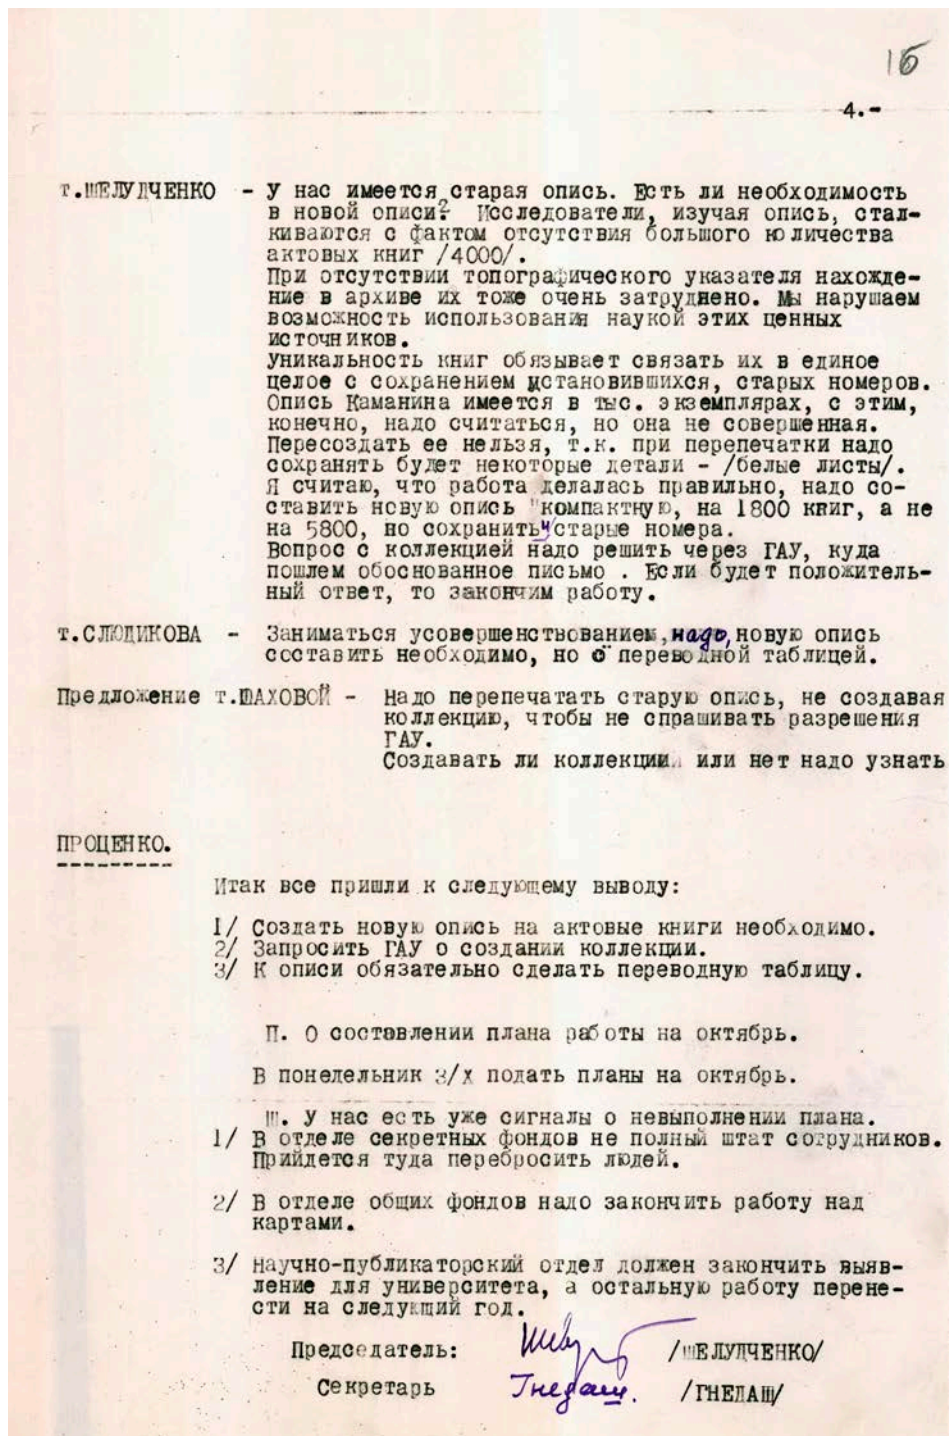 16
4.-
т.ШЕЛУДЧЕНКО - У нас имеется старая опись. Есть ли необходимость
в новой описи? Исследователи, изучая опись, стал-
киваются с фактом отсутствия большого количества
актовых книг /4000/.
При отсутствии топографического указателя нахожде-
ние в архиве их тоже очень затруднено. Мы нарушаем
возможность использования наукой этих ценных
источников.
Уникальность книг обязывает связать их в единое
целое с сохранением установившихся, старых номеров.
Опись Каманина имеется в тыс. экземплярах, с этим,
конечно, надо считаться, но она не совершенная.
Пересоздать ее нельзя, т.к. при перепечатки надо
сохранять будет некоторые детали - /белые листы/.
Я считаю, что работа делалась правильно, надо со-
ставить новую опись "компактную, на 1800 книг, а не
на 5800, но сохранить и старые номера.
Вопрос с коллекцией надо решить через ГАУ, куда
пошлем обоснованное письмо . Если будет положитель-
ный ответ, то закончим работу.
т.СЛЮДИКОВА - Заниматься усовершенствованием, надо, новую опись
составить необходимо, но с переводной таблицей.
Предложение т.ШАХОВОЙ - Надо перепечатать старую опись, не создавая
коллекцию, чтобы не спрашивать разрешения
ГАУ.
Создавать ли коллекции или нет надо узнать
ПРОЦЕНКО.
Итак все пришли к следующему выводу:
1/ Создать новую опись на актовые книги необходимо.
2/ Запросить ГАУ о создании коллекции.
3/ К описи обязательно сделать переводную таблицу.
П. О составлении плана работы на октябрь.
В понедельник 3/х подать планы на октябрь.
Ш. У нас есть уже сигналы о невыполнении плана.
1/ В отделе секретных фондов не полный штат сотрудников.
Прийдется туда перебросить людей.
2/ В отделе общих фондов надо закончить работу над
картами.
3/ Научно-публикаторский отдел должен закончить выяв-
ление для университета, а остальную работу перене-
сти на следующий год.
Председатель: /ШЕЛУДЧЕНКО/
Секретарь Гнедаш. /ГНЕДАШ/